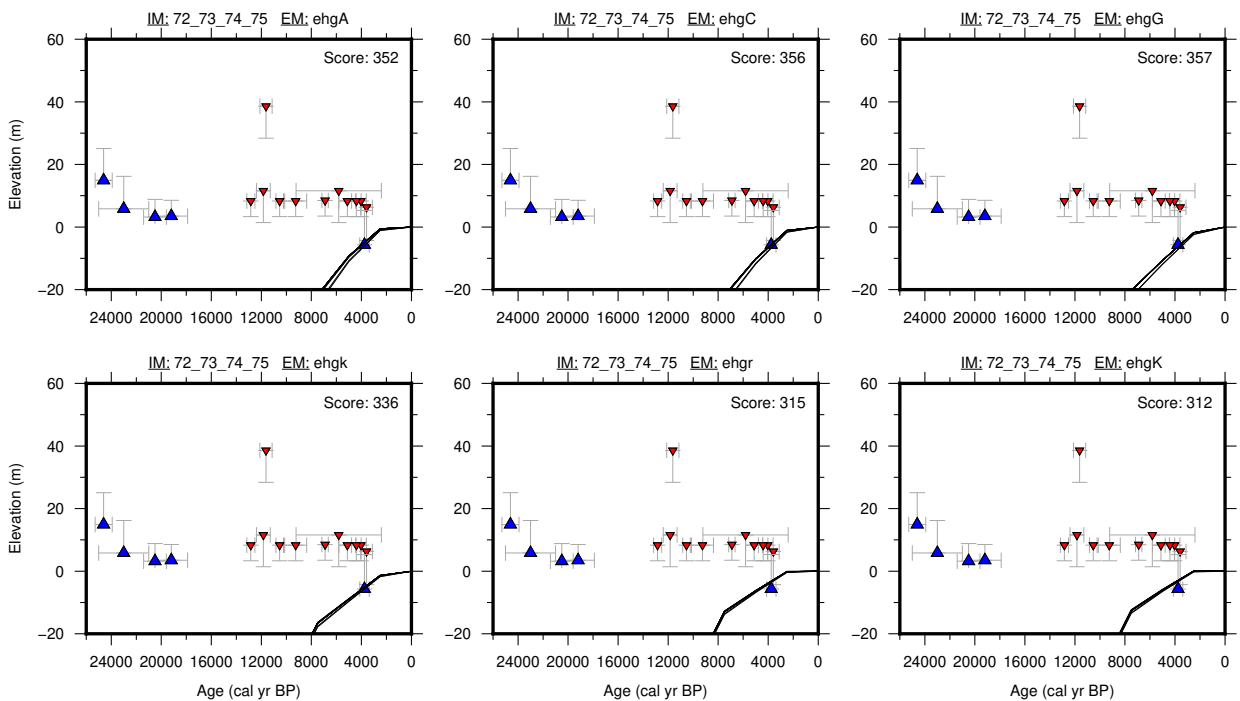 IM: 72_73_74_75 EM: ehgA
IM: 72_73_74_75 EM: ehgC
IM: 72_73_74_75 EM: ehgG
Score: 352
Score: 356
Score: 357
Elevation (m)
60
40
20
0
−20
60
40
20
0
−20
60
40
20
0
−20
24000 20000 16000 12000 8000 4000 0
24000 20000 16000 12000 8000 4000 0
24000 20000 16000 12000 8000 4000 0
IM: 72_73_74_75 EM: ehgk
IM: 72_73_74_75 EM: ehgr
IM: 72_73_74_75 EM: ehgK
Score: 336
Score: 315
Score: 312
Elevation (m)
60
40
20
0
−20
60
40
20
0
−20
60
40
20
0
−20
24000 20000 16000 12000 8000 4000 0
24000 20000 16000 12000 8000 4000 0
24000 20000 16000 12000 8000 4000 0
Age (cal yr BP)
Age (cal yr BP)
Age (cal yr BP)